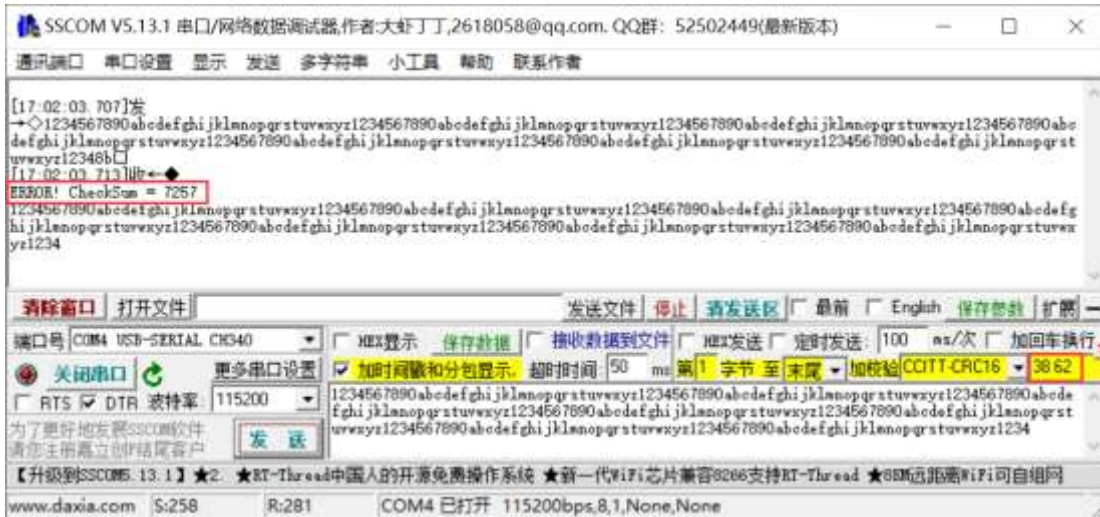 SSCOM V5.13.1 串口/网络数据调试器,作者:大虾丁丁,2618058@qq.com. QQ群: 52502449(最新版本)
通讯端口 串口设置 显示 发送 多字符串 小工具 帮助 联系作者
[17:02:03.707]发
→◇1234567890abcdefghijklmnopqrstuvwxyz1234567890abcdefghijklmnopqrstuvwxyz1234567890abcdefghijklmnopqrstuvwxyz1234567890abc
defghijklmnopqrstuvwxyz1234567890abcdefghijklmnopqrstuvwxyz1234567890abcdefghijklmnopqrstuvwxyz1234567890abcdefghijklmnopqrst
uvwxyz12348b□
[17:02:03.713]收←◆
ERROR! CheckSum = 7257
1234567890abcdefghijklmnopqrstuvwxyz1234567890abcdefghijklmnopqrstuvwxyz1234567890abcdefghijklmnopqrstuvwxyz1234567890abcdefg
hijklmnopqrstuvwxyz1234567890abcdefghijklmnopqrstuvwxyz1234567890abcdefghijklmnopqrstuvwxyz1234567890abcdefghijklmnopqrstuvwx
yz1234
清除窗口 打开文件 发送文件 停止 清发送区 最前 English 保存参数 扩展 —
端口号 COM4 USB-SERIAL CH340 HEX显示 保存数据 接收数据到文件 HEX发送 定时发送: 100 ms/次 加回车换行
关闭串口 更多串口设置 加时间戳和分包显示. 超时时间: 50 ms 第 1 字节 至 末尾 加校验 CCITT-CRC16 38 62
RTS DTR 波特率: 115200
1234567890abcdefghijklmnopqrstuvwxyz1234567890abcdefghijklmnopqrstuvwxyz1234567890abcdefghijklmnopqrstuvwxyz1234567890abcde
fghijklmnopqrstuvwxyz1234567890abcdefghijklmnopqrstuvwxyz1234567890abcdefghijklmnopqrstuvwxyz1234567890abcdefghijklmnopqrst
uvwxyz1234567890abcdefghijklmnopqrstuvwxyz1234567890abcdefghijklmnopqrstuvwxyz1234
为了更好地发展SSCOM软件
请您注册嘉立创F结尾客户
发 送
【升级到SSCOM5.13.1】★2. ★RT-Thread中国人的开源免费操作系统 ★新一代WiFi芯片兼容8266支持RT-Thread ★8KM远距离WiFi可自组网
www.daxia.com S:258 R:281 COM4 已打开 115200bps,8,1,None,None